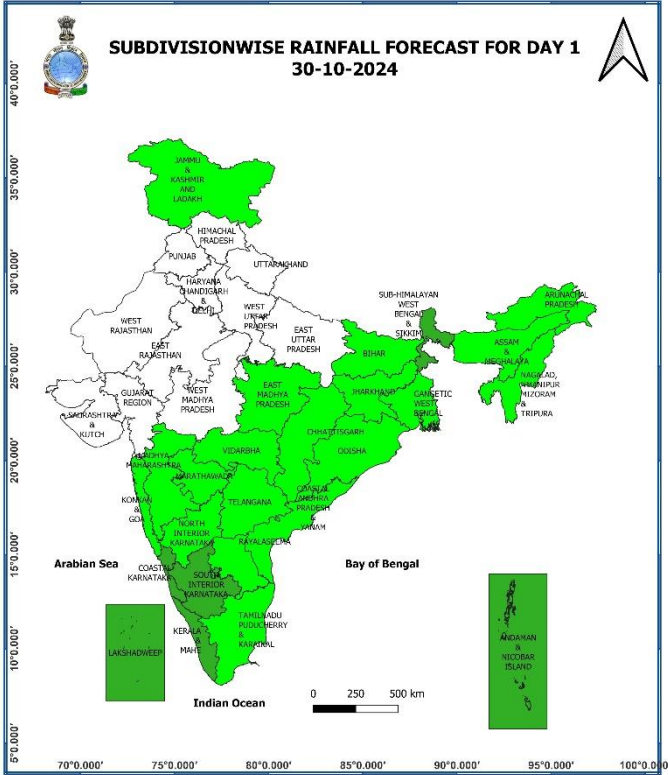 SUBDIVISIONWISE RAINFALL FORECAST FOR DAY 1
30-10-2024
40°0.000'
35°0.000'
30°0.000'
25°0.000'
20°0.000'
15°0.000'
10°0.000'
5°0.000'
JAMMU
&
KASHMIR
AND
LADAKH
HIMACHAL
PRADESH
PUNJAB
UTTARAKHAND
HARYANA
CHANDIGARH
&
DELHI
WEST
UTTAR
PRADESH
EAST
UTTAR
PRADESH
WEST
RAJASTHAN
EAST
RAJASTHAN
SUB-HIMALAYAN
WEST
BENGAL
&
SIKKIM
ARUNACHAL
PRADESH
ASSAM
&
MEGHALAYA
NAGALAD,
MANIPUR
MIZORAM
&
TRIPURA
BIHAR
JHARKHAND
GANGETIC
WEST
BENGAL
EAST
MADHYA
PRADESH
WEST
MADHYA
PRADESH
GUJARAT
REGION
SAURASHTRA
&
KUTCH
CHHATTISGARH
ODISHA
VIDARBHA
MADHYA
MAHARASHTRA
MARATHAWADA
KONKAN
&
GOA
TELANGANA
COASTAL
ANDHRA
PRADESH
&
YANAM
NORTH
INTERIOR
KARNATAKA
RAYALASEEMA
Arabian Sea
Bay of Bengal
COASTAL
KARNATAKA
SOUTH
INTERIOR
KARNATAKA
TAMILNADU
PUDUCHERRY
&
KARAIKAL
KERALA
&
MAHE
LAKSHADWEEP
ANDAMAN
&
NICOBAR
ISLAND
Indian Ocean
0 250 500 km
70°0.000' 75°0.000' 80°0.000' 85°0.000' 90°0.000' 95°0.000' 100°0.000